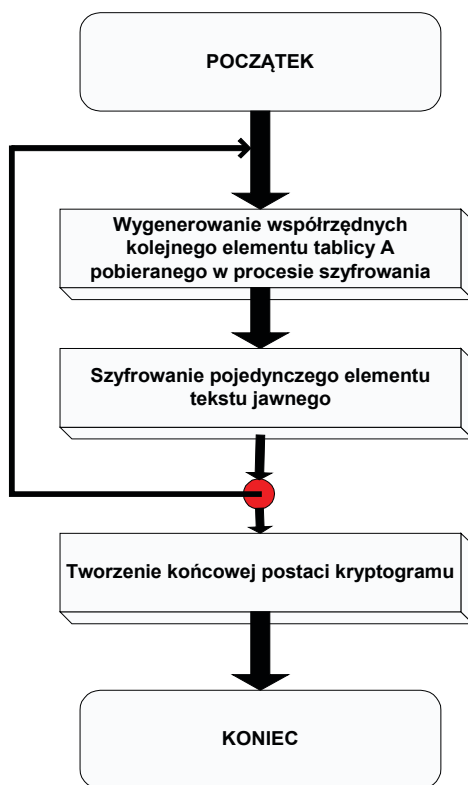 POCZĄTEK
Wygenerowanie współrzędnych
kolejnego elementu tablicy A
pobieranego w procesie szyfrowania
Szyfrowanie pojedynczego elementu
tekstu jawnego
Tworzenie końcowej postaci kryptogramu
KONIEC